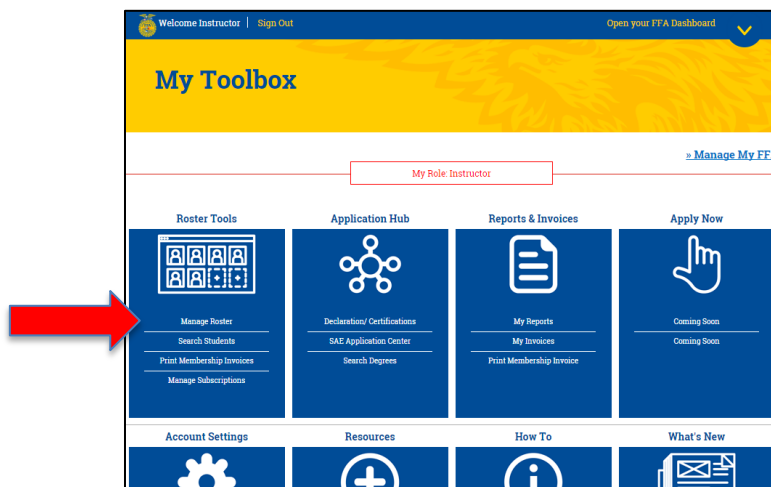 Welcome Instructor | Sign Out
Open your FFA Dashboard
My Toolbox
» Manage My FF
My Role: Instructor
Roster Tools
Manage Roster
Search Students
Print Membership Invoices
Manage Subscriptions
Application Hub
Declaration/ Certifications
SAE Application Center
Search Degrees
Reports & Invoices
My Reports
My Invoices
Print Membership Invoice
Apply Now
Coming Soon
Coming Soon
Account Settings
Resources
How To
What's New